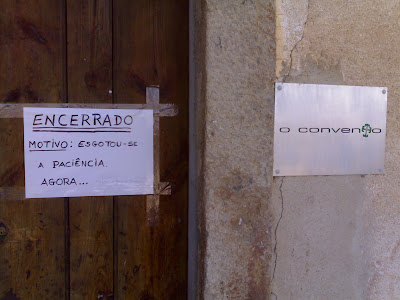 ENCERRADO
MOTIVO: ESGOTOU-SE
A PACIÊNCIA.
AGORA...
O CONVENTO